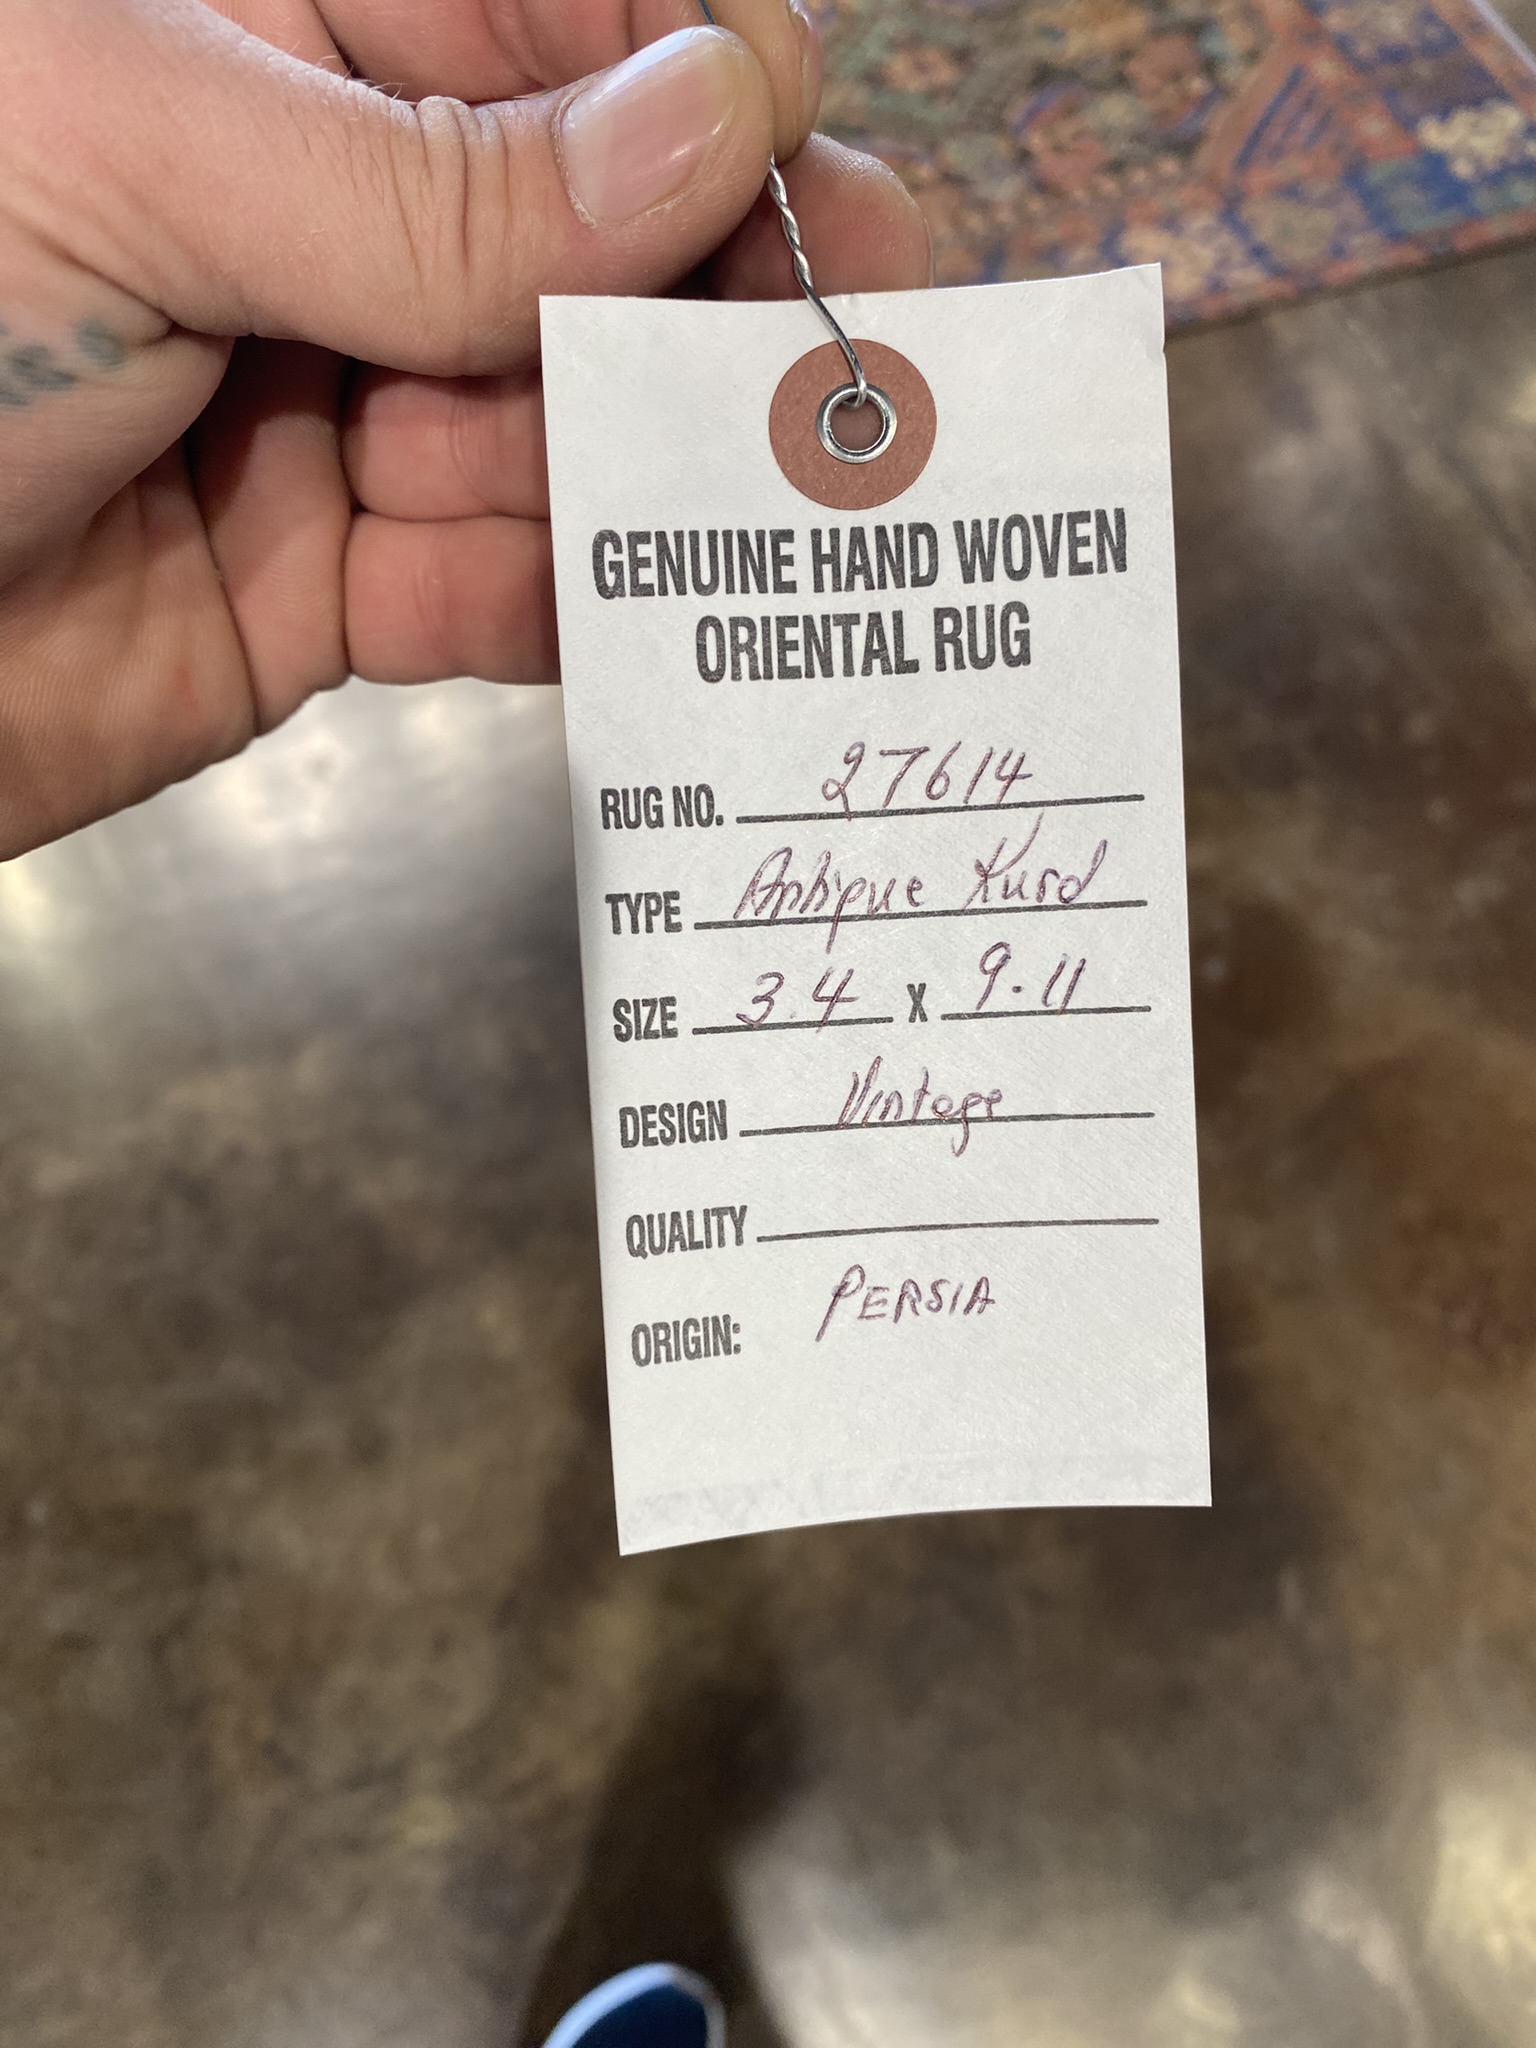 GENUINE HAND WOVEN
ORIENTAL RUG
RUG NO. 27614
TYPE Antique Kurd
SIZE 3.4 X 9.11
DESIGN Vintage
QUALITY
ORIGIN: PERSIA